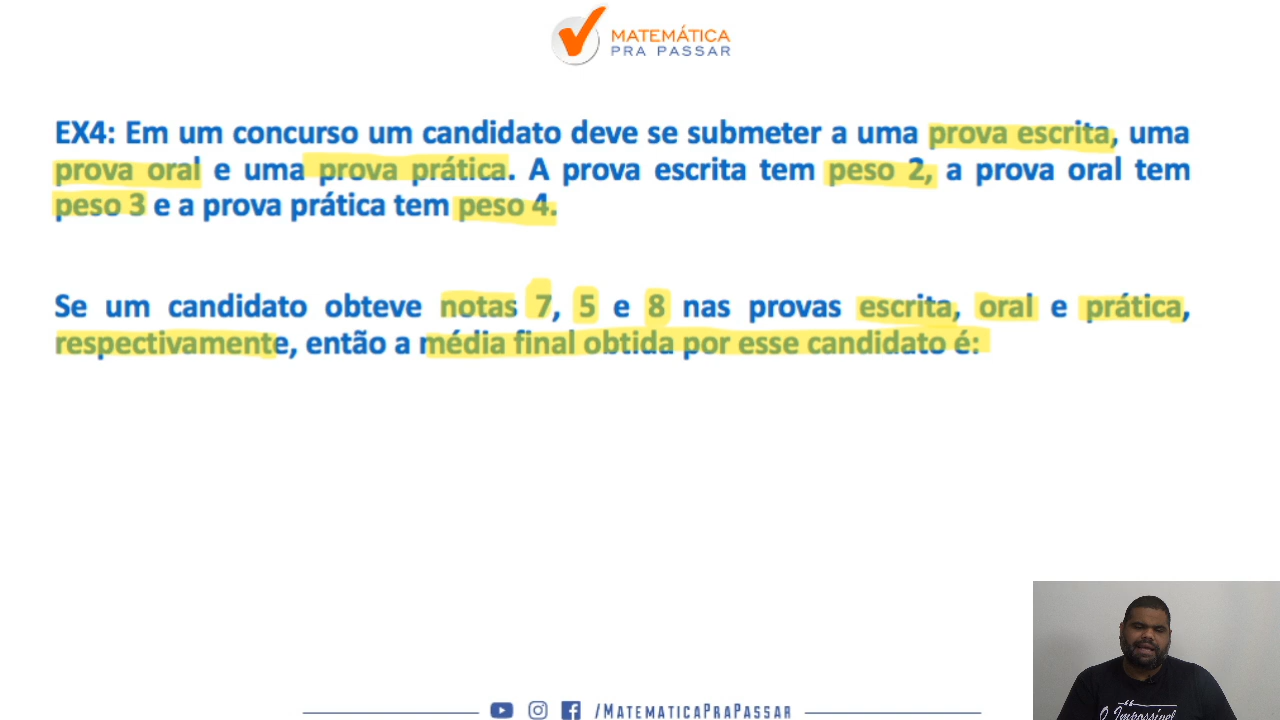 MATEMÁTICA
PRA PASSAR
EX4: Em um concurso um candidato deve se submeter a uma prova escrita, uma
prova oral e uma prova prática. A prova escrita tem peso 2, a prova oral tem
peso 3 e a prova prática tem peso 4.
Se um candidato obteve notas 7, 5 e 8 nas provas escrita, oral e prática,
respectivamente, então a média final obtida por esse candidato é:
O Impossível
/MATEMATICAPRAPASSAR